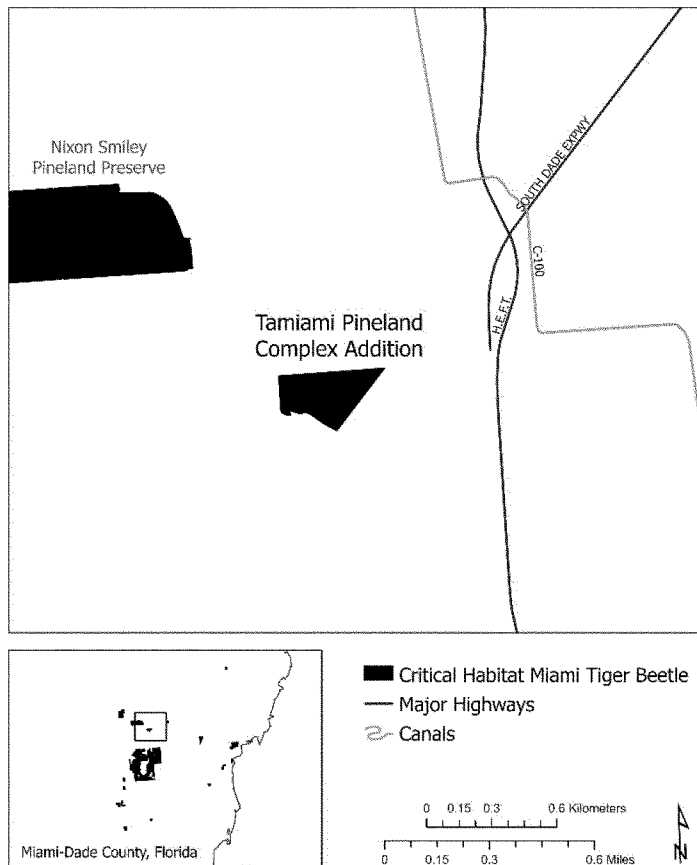 Nixon Smiley
Pineland Preserve
SOUTH DADE EXPWY
C-100
H.E.F.T.
Tamiami Pineland
Complex Addition
Critical Habitat Miami Tiger Beetle
Major Highways
Canals
0 0.15 0.3 0.6 Kilometers
0 0.15 0.3 0.6 Miles
N
Miami-Dade County, Florida